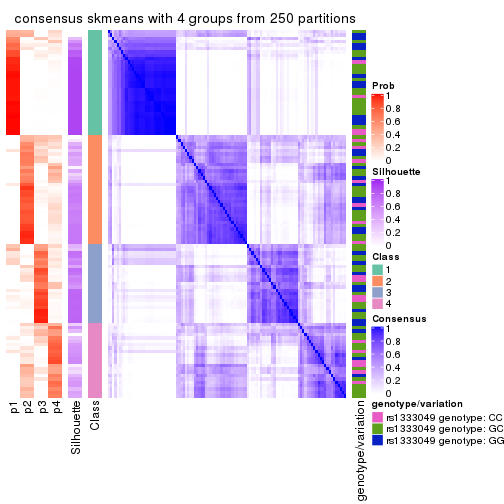 consensus skmeans with 4 groups from 250 partitions
Prob
1
0.8
0.6
0.4
0.2
0
Silhouette
1
0.8
0.6
0.4
0.2
0
Class
1
2
3
4
Consensus
1
0.8
0.6
0.4
0.2
0
genotype/variation
rs1333049 genotype: CC
rs1333049 genotype: GC
rs1333049 genotype: GG
p1
p2
p3
p4
Silhouette
Class
genotype/variation